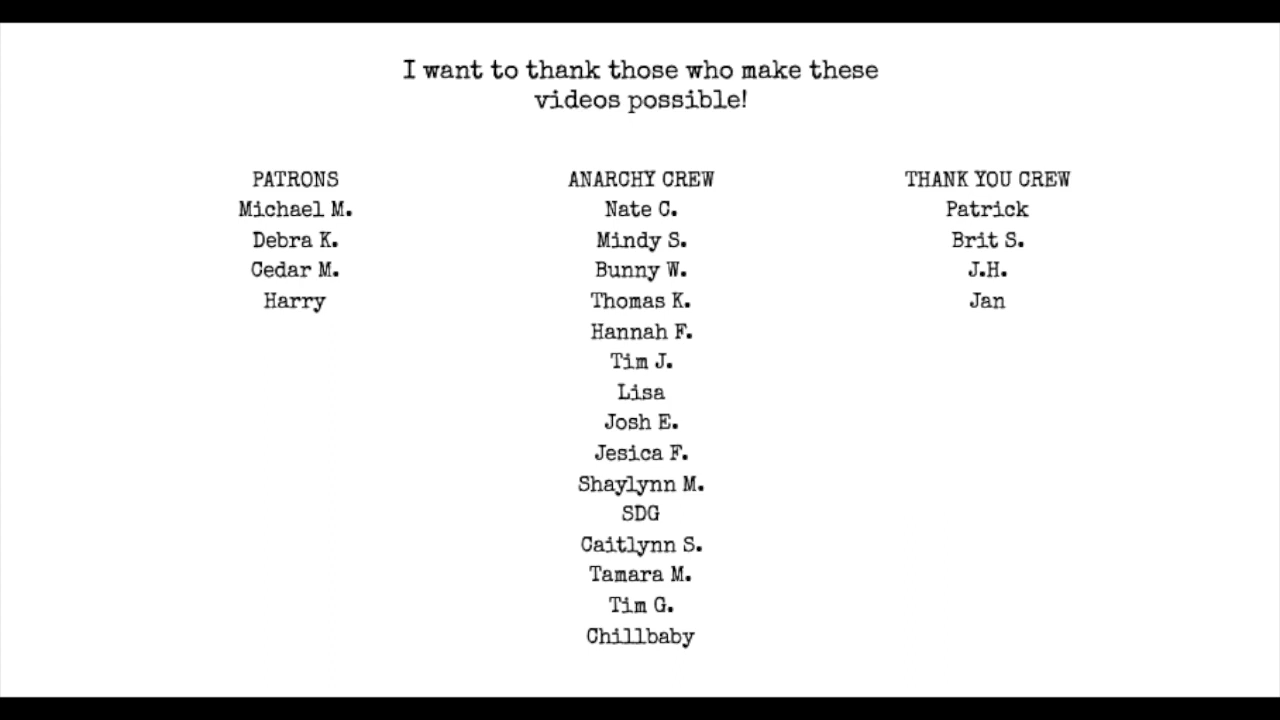 I want to thank those who make these
videos possible!
PATRONS
Michael M.
Debra K.
Cedar M.
Harry
ANARCHY CREW
Nate C.
Mindy S.
Bunny W.
Thomas K.
Hannah F.
Tim J.
Lisa
Josh E.
Jesica F.
Shaylynn M.
SDG
Caitlynn S.
Tamara M.
Tim G.
Chillbaby
THANK YOU CREW
Patrick
Brit S.
J.H.
Jan